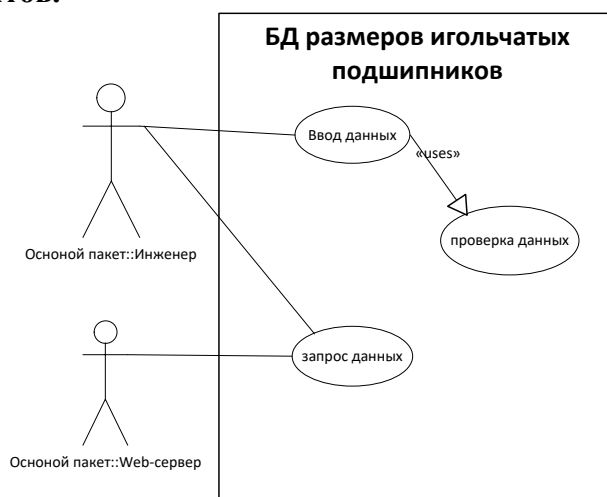 БД размеров игольчатых
подшипников
Ввод данных
«uses»
проверка данных
Осноной пакет::Инженер
запрос данных
Осноной пакет::Web-сервер